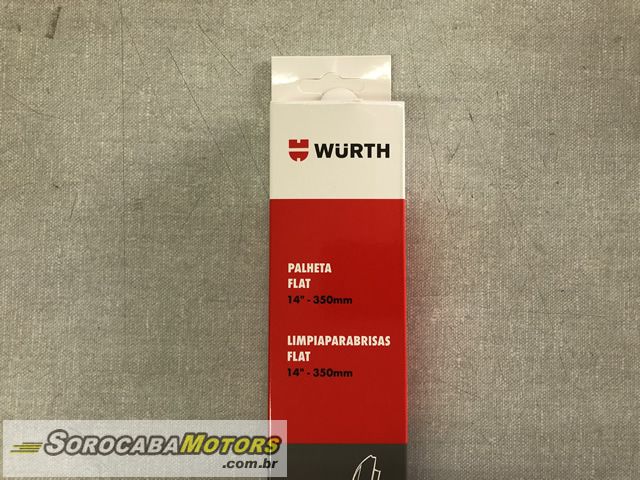 WÜRTH
PALHETA
FLAT
14" - 350mm
LIMPIAPARABRISAS
FLAT
14" - 350mm
SOROCABAMOTORS
.com.br